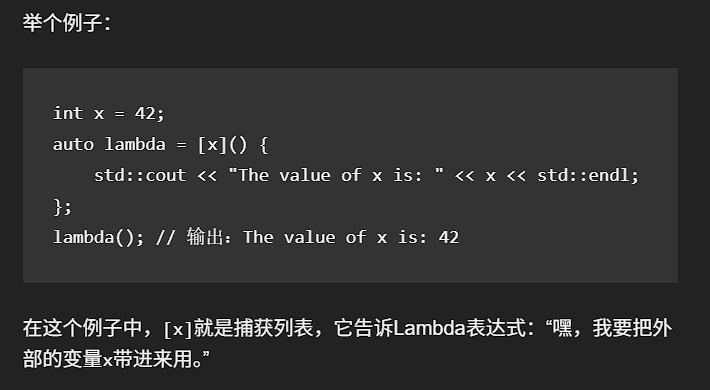 举个例子：
int x = 42;
auto lambda = [x]() {
    std::cout << "The value of x is: " << x << std::endl;
};
lambda(); // 输出：The value of x is: 42
在这个例子中，[x]就是捕获列表，它告诉Lambda表达式：“嘿，我要把外
部的变量x带进来用。”